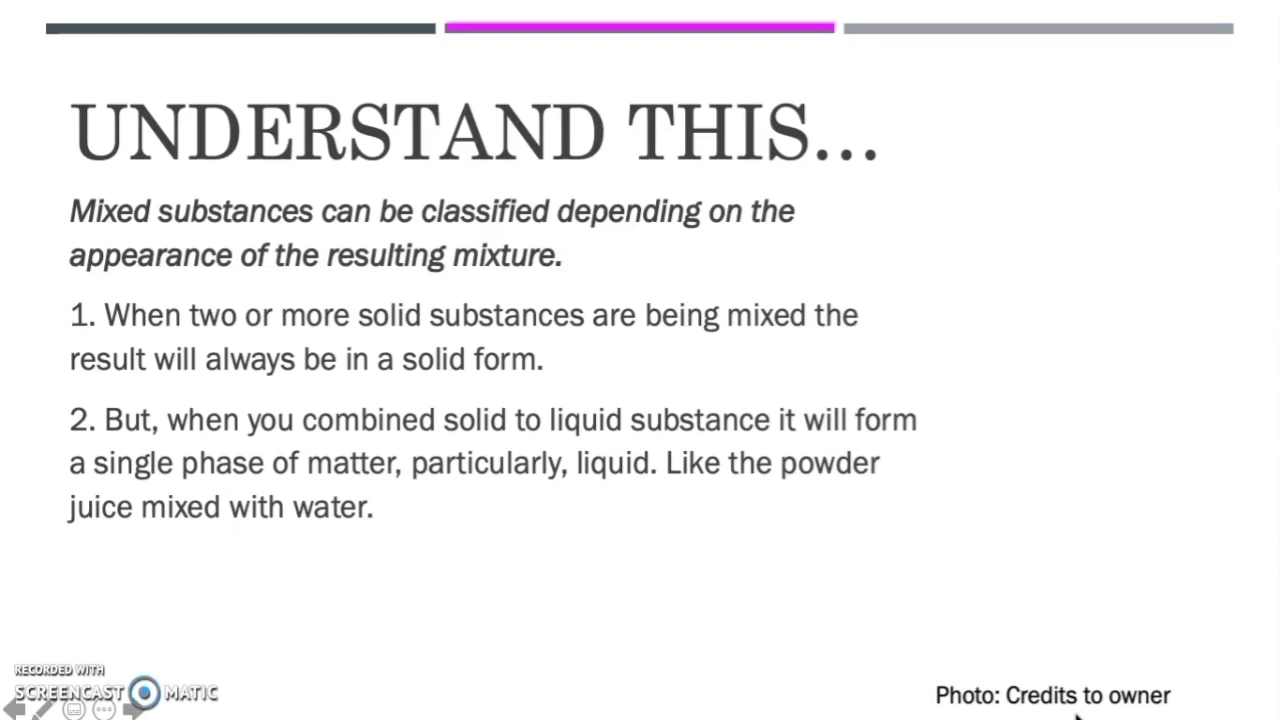 UNDERSTAND THIS...
Mixed substances can be classified depending on the
appearance of the resulting mixture.
1. When two or more solid substances are being mixed the
result will always be in a solid form.
2. But, when you combined solid to liquid substance it will form
a single phase of matter, particularly, liquid. Like the powder
juice mixed with water.
RECORDED WITH
SCREENCAST MATIC
Photo: Credits to owner